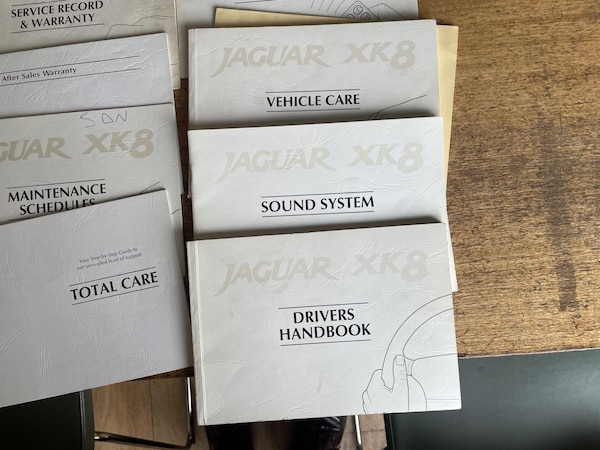 SERVICE RECORD
& WARRANTY
After Sales Warranty
SDN
GUAR XK8
MAINTENANCE
SCHEDULES
Your Step-by-Step Guide to
our unrivalled level of support
TOTAL CARE
JAGUAR XK8
VEHICLE CARE
JAGUAR XK8
SOUND SYSTEM
JAGUAR XK8
DRIVERS
HANDBOOK